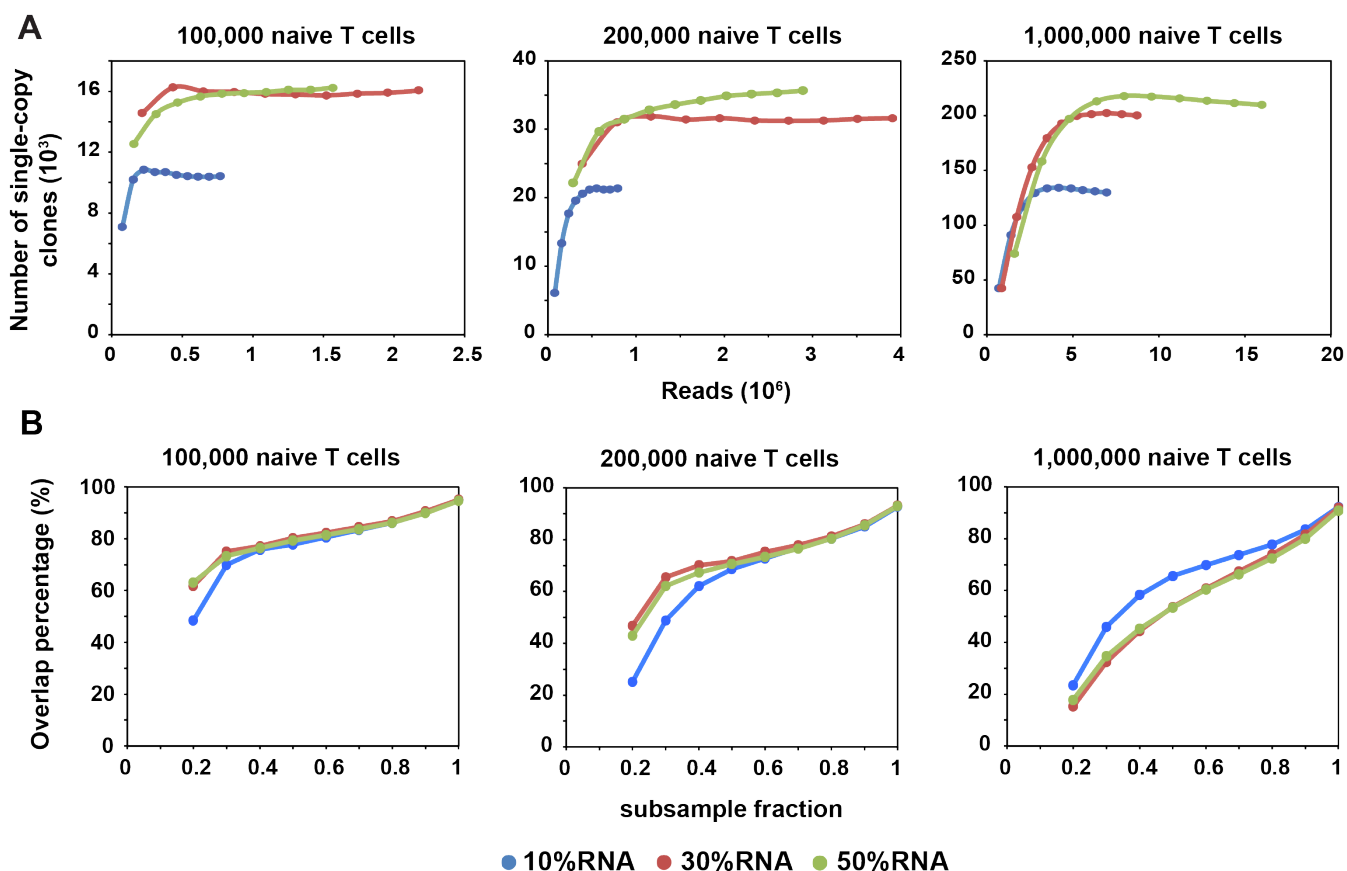 A
100,000 naive T cells
200,000 naive T cells
1,000,000 naive T cells
Number of single-copy
clones (10³)
16
12
8
4
0
0 0.5 1 1.5 2 2.5
40
30
20
10
0
0 1 2 3 4
250
200
150
100
50
0
0 5 10 15 20
Reads (10⁶)
B
100,000 naive T cells
200,000 naive T cells
1,000,000 naive T cells
Overlap percentage (%)
100
80
60
40
20
0
0 0.2 0.4 0.6 0.8 1
100
80
60
40
20
0
0 0.2 0.4 0.6 0.8 1
100
80
60
40
20
0
0 0.2 0.4 0.6 0.8 1
subsample fraction
10%RNA 30%RNA 50%RNA